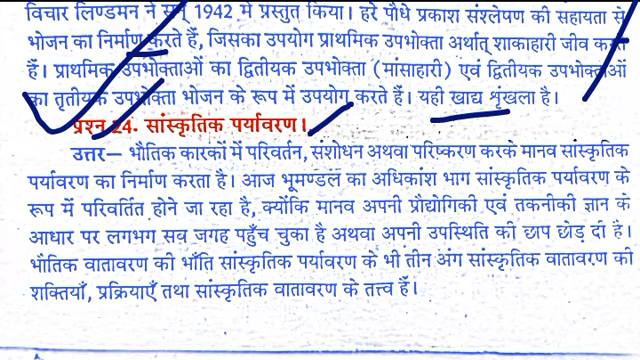 विचार लिण्डमन ने सन् 1942 में प्रस्तुत किया। हरे पौधे प्रकाश संश्लेषण की सहायता से
भोजन का निर्माण करते हैं, जिसका उपयोग प्राथमिक उपभोक्ता अर्थात् शाकाहारी जीव करता
हैं। प्राथमिक उपभोक्ताओं का द्वितीयक उपभोक्ता (मांसाहारी) एवं द्वितीयक उपभोक्ताओं
का तृतीयक उपभोक्ता भोजन के रूप में उपयोग करते हैं। यही खाद्य शृंखला है।
प्रश्न 24. सांस्कृतिक पर्यावरण।
उत्तर— भौतिक कारकों में परिवर्तन, संशोधन अथवा परिष्करण करके मानव सांस्कृतिक
पर्यावरण का निर्माण करता है। आज भूमण्डल का अधिकांश भाग सांस्कृतिक पर्यावरण के
रूप में परिवर्तित होने जा रहा है, क्योंकि मानव अपनी प्रौद्योगिकी एवं तकनीकी ज्ञान के
आधार पर लगभग सब जगह पहुँच चुका है अथवा अपनी उपस्थिति की छाप छोड़ दी है।
भौतिक वातावरण की भाँति सांस्कृतिक पर्यावरण के भी तीन अंग सांस्कृतिक वातावरण की
शक्तियाँ, प्रक्रियाएँ तथा सांस्कृतिक वातावरण के तत्त्व हैं।